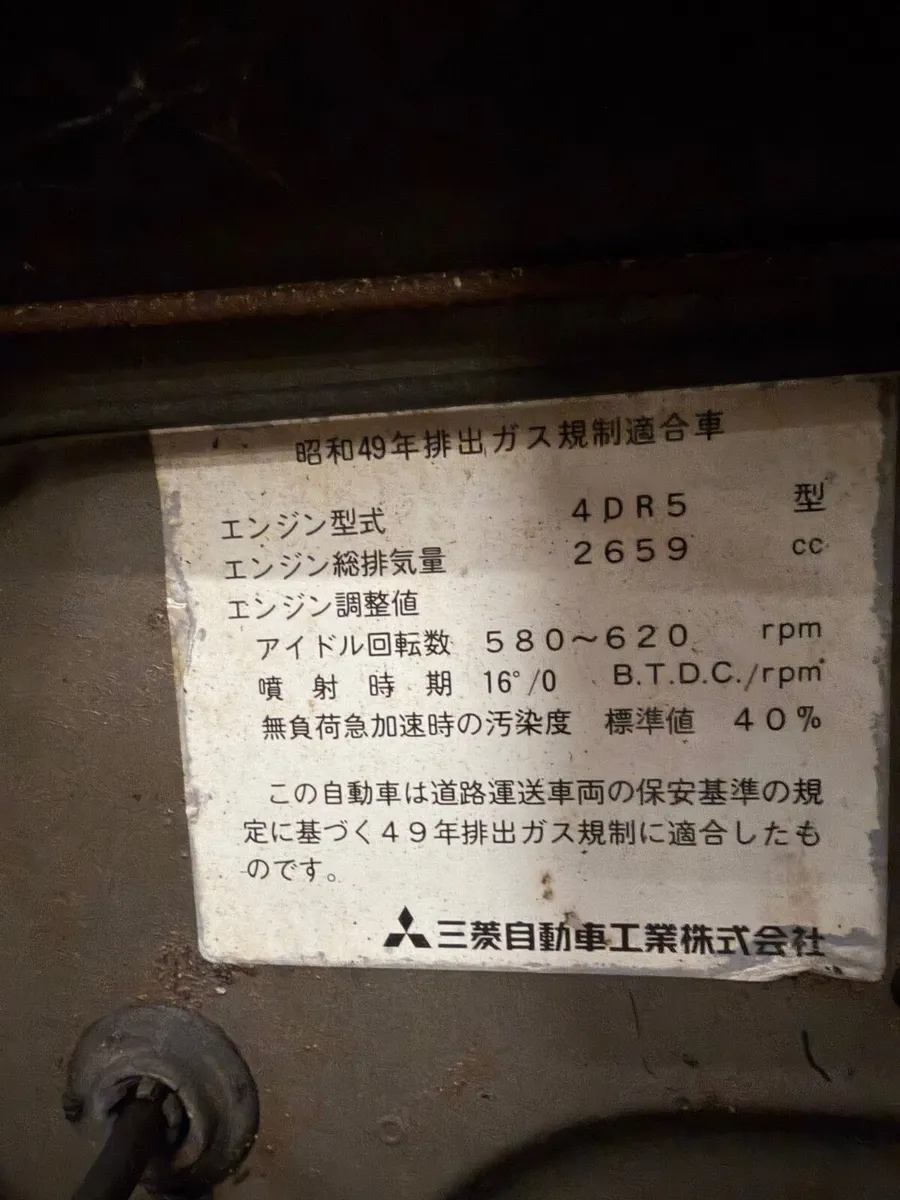 昭和49年排出ガス規制適合車
エンジン型式 4DR5 型
エンジン総排気量 2659 cc
エンジン調整値
アイドル回転数 580〜620 rpm
噴射時期 16°/0 B.T.D.C./rpm
無負荷急加速時の汚染度 標準値 40%
この自動車は道路運送車両の保安基準の規
定に基づく49年排出ガス規制に適合したも
のです。
三菱自動車工業株式会社